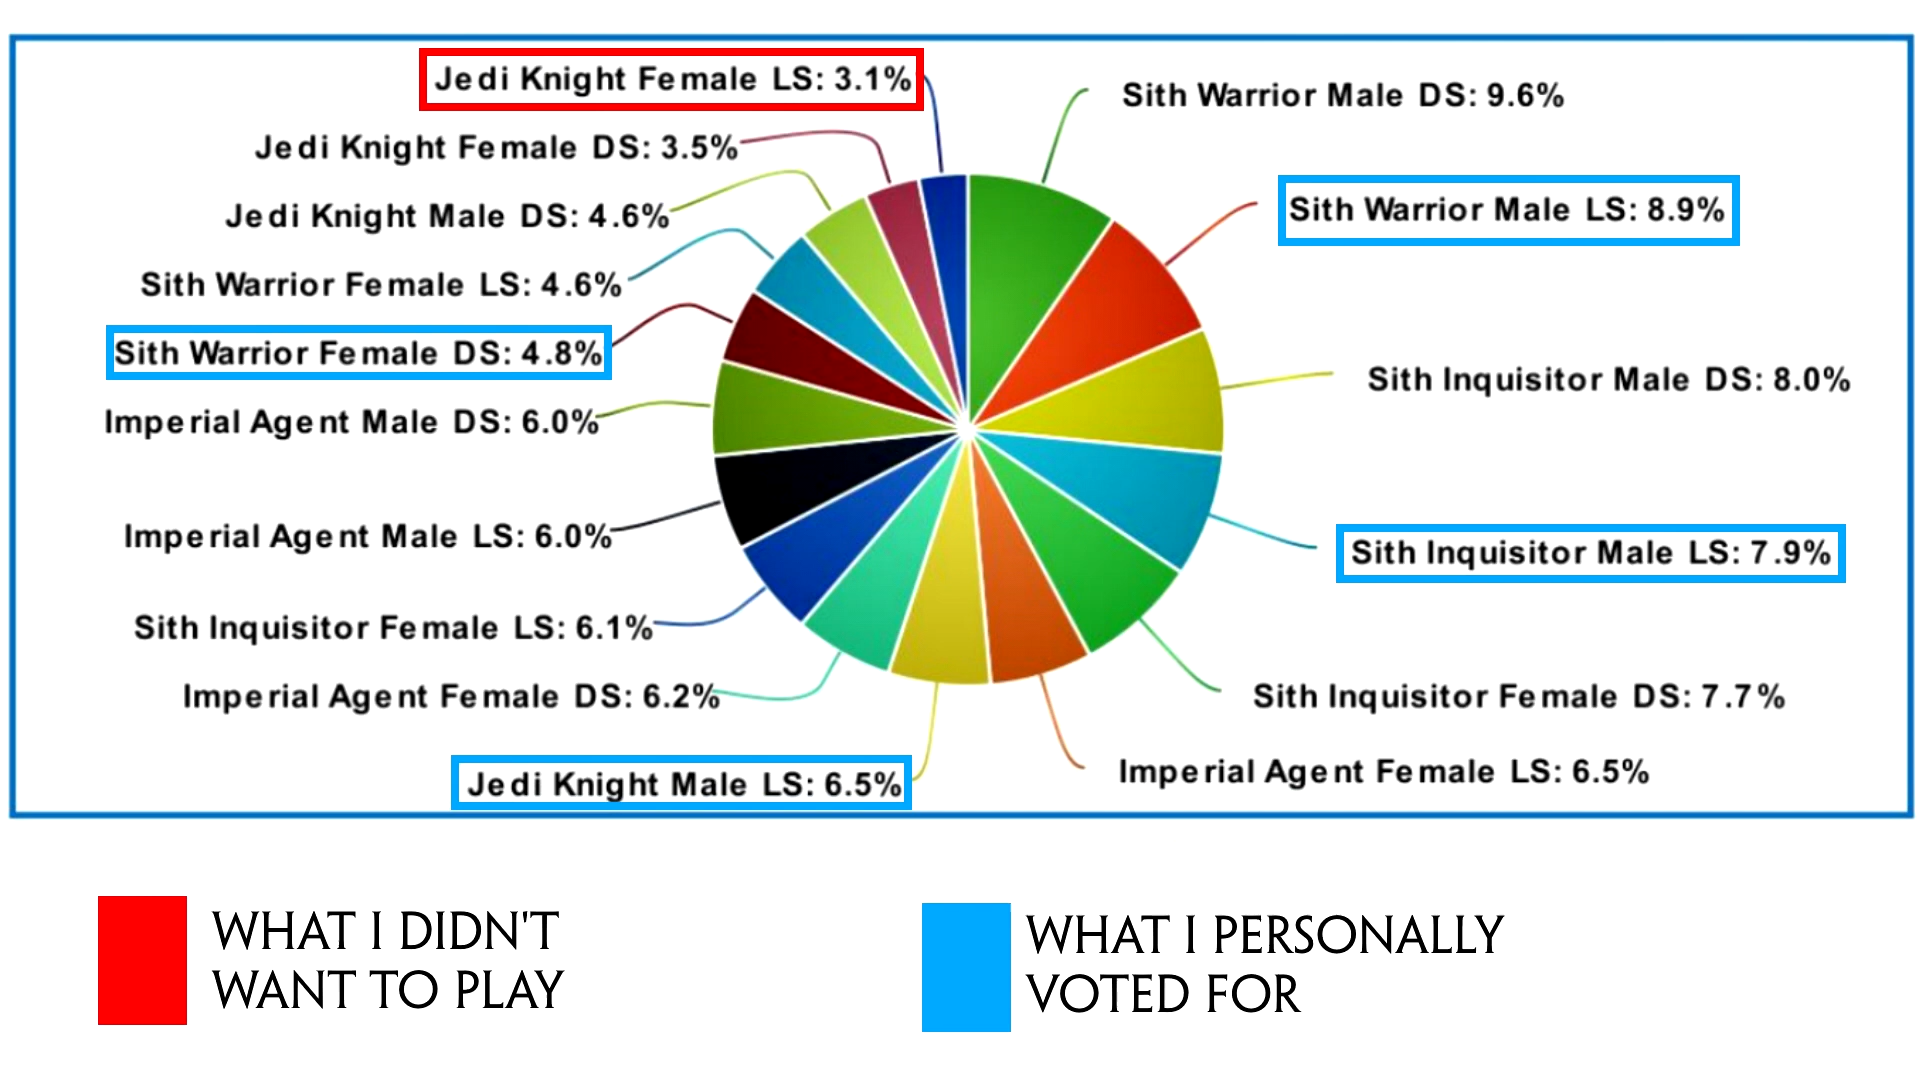 Jedi Knight Female LS: 3.1%
Sith Warrior Male DS: 9.6%
Jedi Knight Female DS: 3.5%
Sith Warrior Male LS: 8.9%
Jedi Knight Male DS: 4.6%
Sith Warrior Female LS: 4.6%
Sith Warrior Female DS: 4.8%
Sith Inquisitor Male DS: 8.0%
Imperial Agent Male DS: 6.0%
Imperial Agent Male LS: 6.0%
Sith Inquisitor Male LS: 7.9%
Sith Inquisitor Female LS: 6.1%
Imperial Agent Female DS: 6.2%
Sith Inquisitor Female DS: 7.7%
Jedi Knight Male LS: 6.5%
Imperial Agent Female LS: 6.5%
WHAT I DIDN'T
WANT TO PLAY
WHAT I PERSONALLY
VOTED FOR